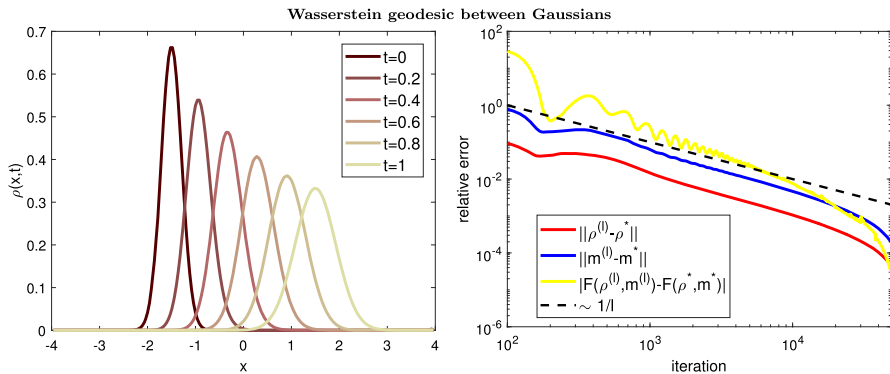 Wasserstein geodesic between Gaussians
0.7
0.6
0.5
0.4
0.3
0.2
0.1
0
ρ(x,t)
-4 -3 -2 -1 0 1 2 3 4
x
t=0
t=0.2
t=0.4
t=0.6
t=0.8
t=1
10^2
10^0
10^-2
10^-4
10^-6
relative error
10^2 10^3 10^4
iteration
||ρ^(l)-ρ^*||
||m^(l)-m^*||
|F(ρ^(l),m^(l))-F(ρ^*,m^*)|
~ 1/l